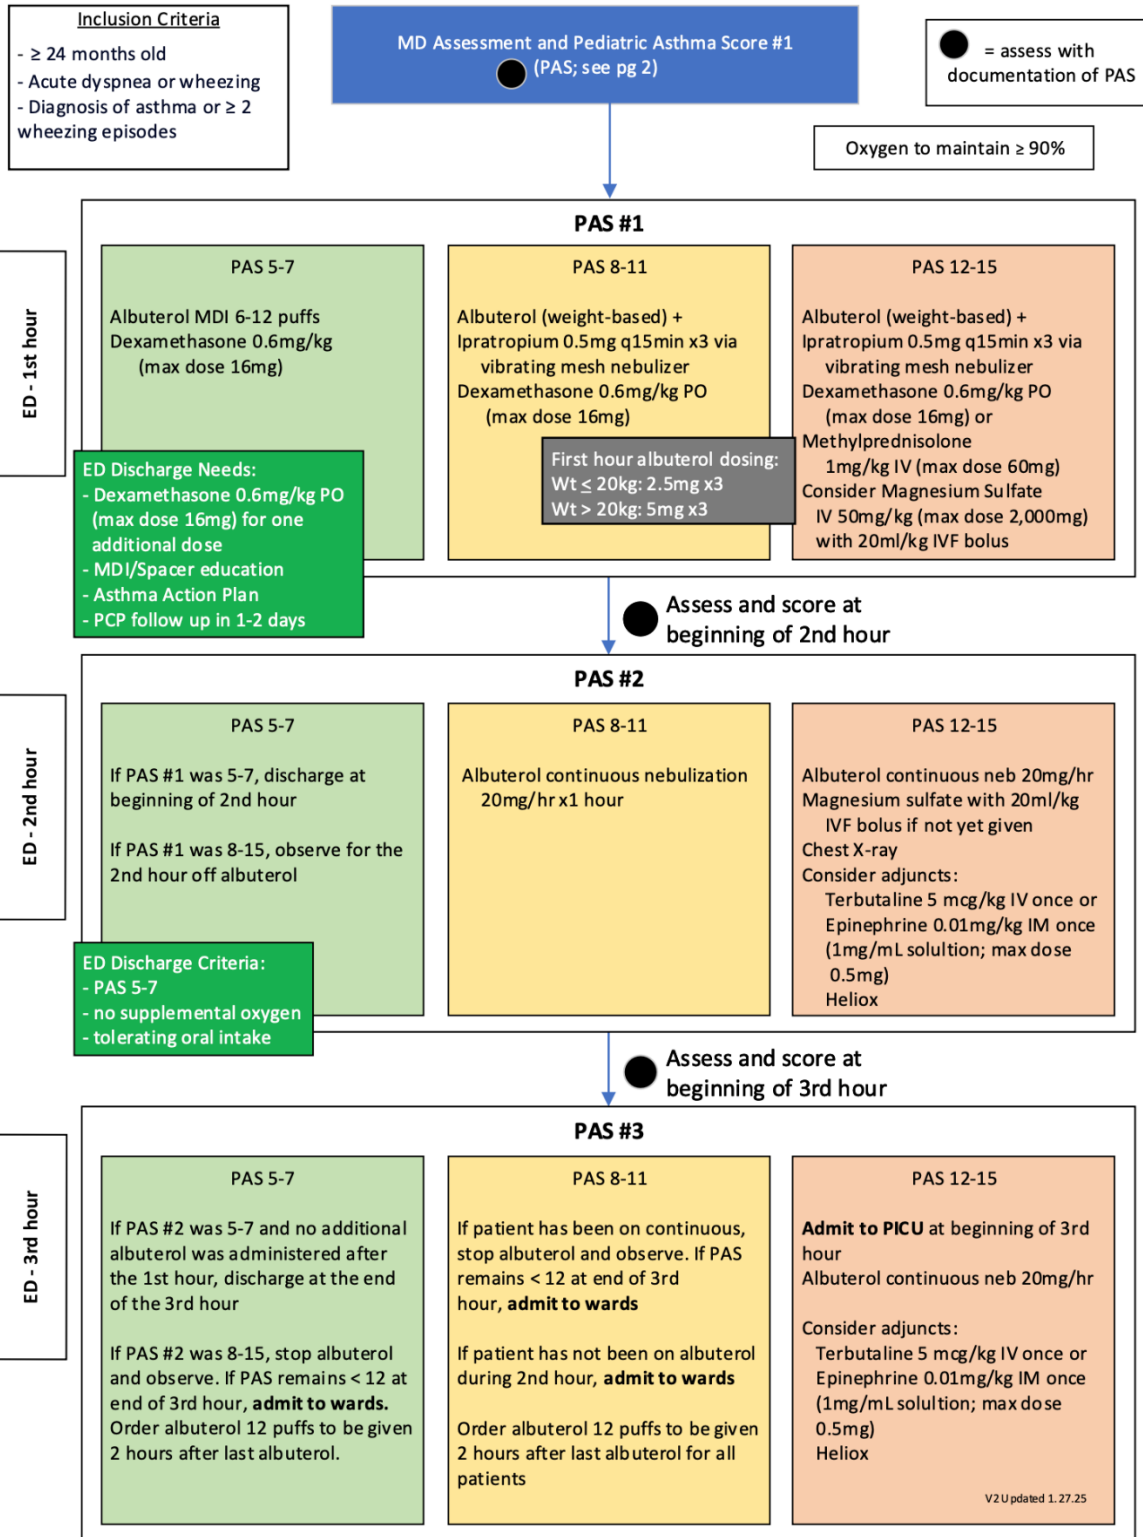 Inclusion Criteria
- ≥ 24 months old
- Acute dyspnea or wheezing
- Diagnosis of asthma or ≥ 2
wheezing episodes
MD Assessment and Pediatric Asthma Score #1
(PAS; see pg 2)
= assess with
documentation of PAS
Oxygen to maintain ≥ 90%
ED - 1st hour
PAS #1
PAS 5-7
Albuterol MDI 6-12 puffs
Dexamethasone 0.6mg/kg
(max dose 16mg)
ED Discharge Needs:
- Dexamethasone 0.6mg/kg PO
(max dose 16mg) for one
additional dose
- MDI/Spacer education
- Asthma Action Plan
- PCP follow up in 1-2 days
PAS 8-11
Albuterol (weight-based) +
Ipratropium 0.5mg q15min x3 via
vibrating mesh nebulizer
Dexamethasone 0.6mg/kg PO
(max dose 16mg)
First hour albuterol dosing:
Wt ≤ 20kg: 2.5mg x3
Wt > 20kg: 5mg x3
PAS 12-15
Albuterol (weight-based) +
Ipratropium 0.5mg q15min x3 via
vibrating mesh nebulizer
Dexamethasone 0.6mg/kg PO
(max dose 16mg) or
Methylprednisolone
1mg/kg IV (max dose 60mg)
Consider Magnesium Sulfate
IV 50mg/kg (max dose 2,000mg)
with 20ml/kg IVF bolus
Assess and score at
beginning of 2nd hour
ED - 2nd hour
PAS #2
PAS 5-7
If PAS #1 was 5-7, discharge at
beginning of 2nd hour
If PAS #1 was 8-15, observe for the
2nd hour off albuterol
ED Discharge Criteria:
- PAS 5-7
- no supplemental oxygen
- tolerating oral intake
PAS 8-11
Albuterol continuous nebulization
20mg/hr x1 hour
PAS 12-15
Albuterol continuous neb 20mg/hr
Magnesium sulfate with 20ml/kg
IVF bolus if not yet given
Chest X-ray
Consider adjuncts:
Terbutaline 5 mcg/kg IV once or
Epinephrine 0.01mg/kg IM once
(1mg/mL solultion; max dose
0.5mg)
Heliox
Assess and score at
beginning of 3rd hour
ED - 3rd hour
PAS #3
PAS 5-7
If PAS #2 was 5-7 and no additional
albuterol was administered after
the 1st hour, discharge at the end
of the 3rd hour
If PAS #2 was 8-15, stop albuterol
and observe. If PAS remains < 12 at
end of 3rd hour, admit to wards.
Order albuterol 12 puffs to be given
2 hours after last albuterol.
PAS 8-11
If patient has been on continuous,
stop albuterol and observe. If PAS
remains < 12 at end of 3rd
hour, admit to wards
If patient has not been on albuterol
during 2nd hour, admit to wards
Order albuterol 12 puffs to be given
2 hours after last albuterol for all
patients
PAS 12-15
Admit to PICU at beginning of 3rd
hour
Albuterol continuous neb 20mg/hr
Consider adjuncts:
Terbutaline 5 mcg/kg IV once or
Epinephrine 0.01mg/kg IM once
(1mg/mL solultion; max dose
0.5mg)
Heliox
V2 Updated 1.27.25